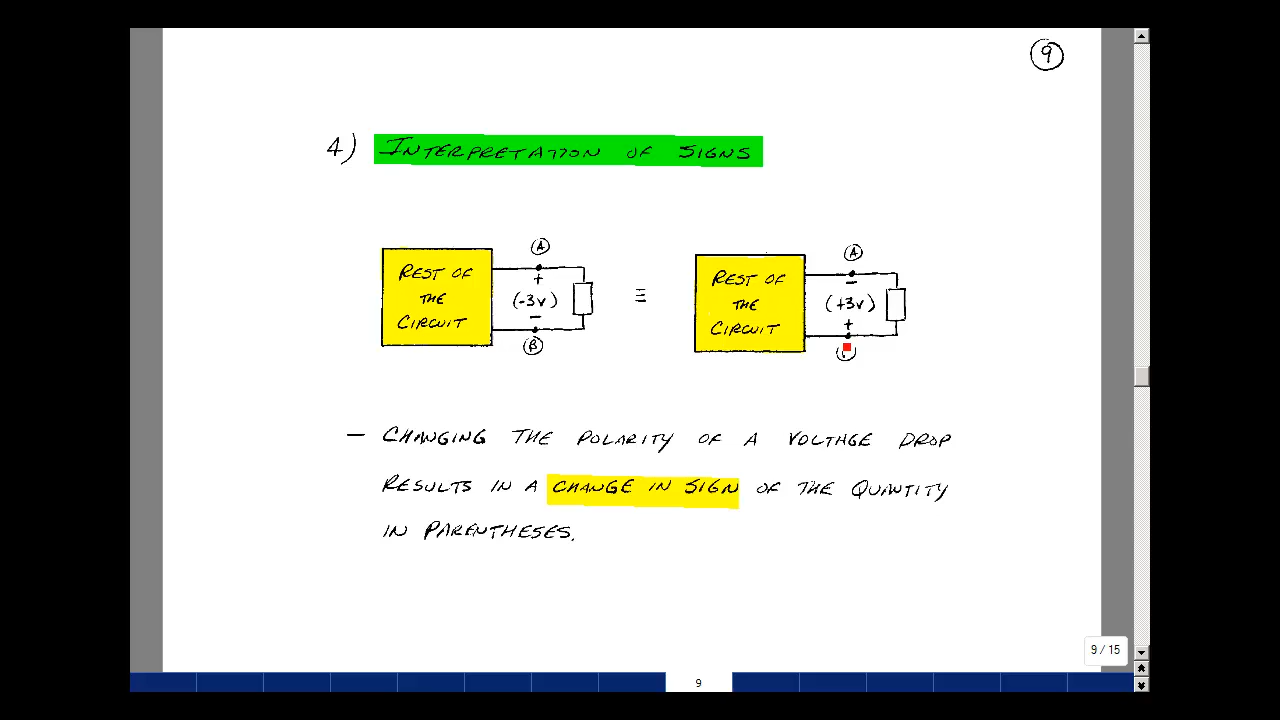 9
4) INTERPRETATION OF SIGNS
A
A
REST OF THE CIRCUIT
+
(-3V)
−
≡
REST OF THE CIRCUIT
−
(+3V)
+
B
— CHANGING THE POLARITY OF A VOLTAGE DROP
RESULTS IN A CHANGE IN SIGN OF THE QUANTITY
IN PARENTHESES.
9 / 15
9